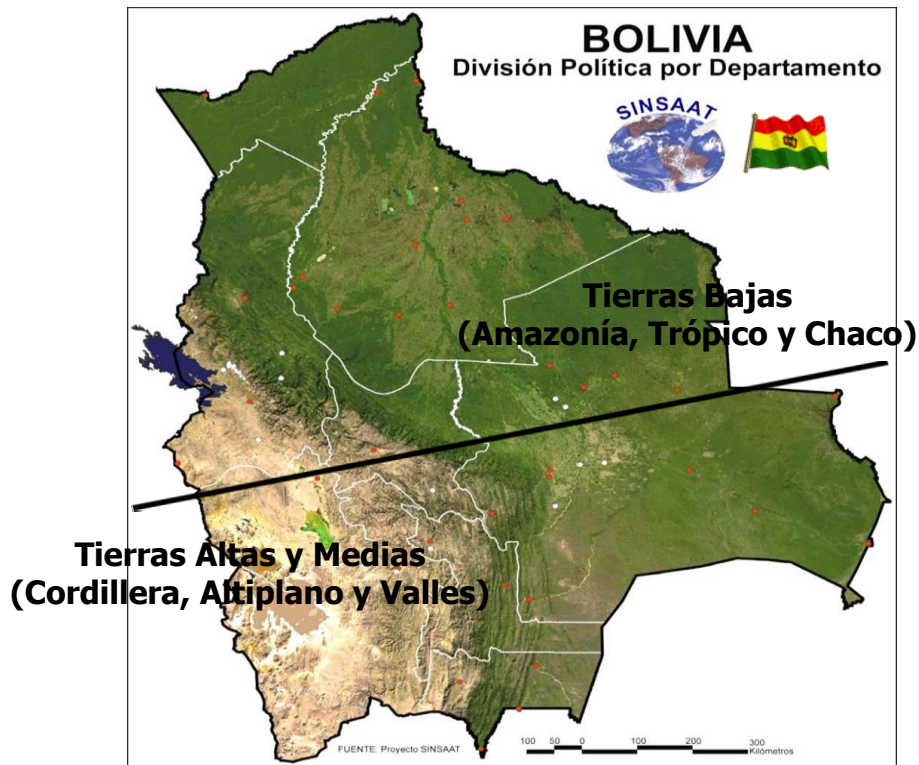 BOLIVIA
División Política por Departamento
SINSAAT
Tierras Bajas
(Amazonía, Trópico y Chaco)
Tierras Altas y Medias
(Cordillera, Altiplano y Valles)
FUENTE. Proyecto SINSAAT
100 50 0 100 200 300
Kilómetros